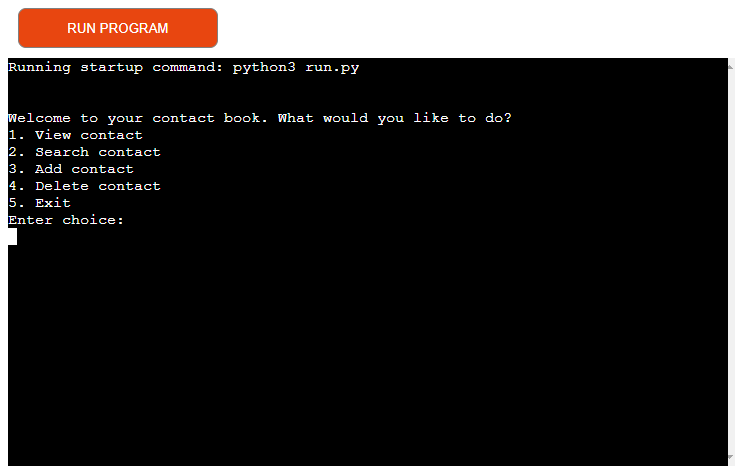 RUN PROGRAM
Running startup command: python3 run.py
Welcome to your contact book. What would you like to do?
1. View contact
2. Search contact
3. Add contact
4. Delete contact
5. Exit
Enter choice: